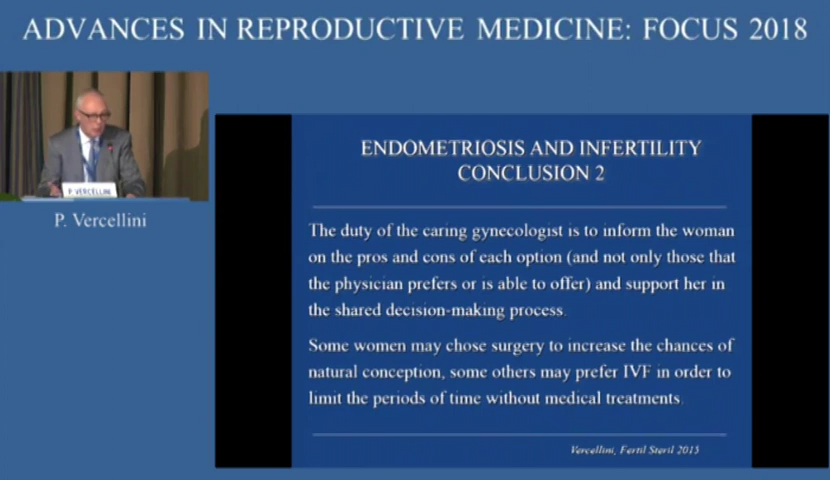 ADVANCES IN REPRODUCTIVE MEDICINE: FOCUS 2018
P. VERCELLINI
P. Vercellini
ENDOMETRIOSIS AND INFERTILITY
CONCLUSION 2
The duty of the caring gynecologist is to inform the woman
on the pros and cons of each option (and not only those that
the physician prefers or is able to offer) and support her in
the shared decision-making process.
Some women may chose surgery to increase the chances of
natural conception, some others may prefer IVF in order to
limit the periods of time without medical treatments.
Vercellini, Fertil Steril 2015